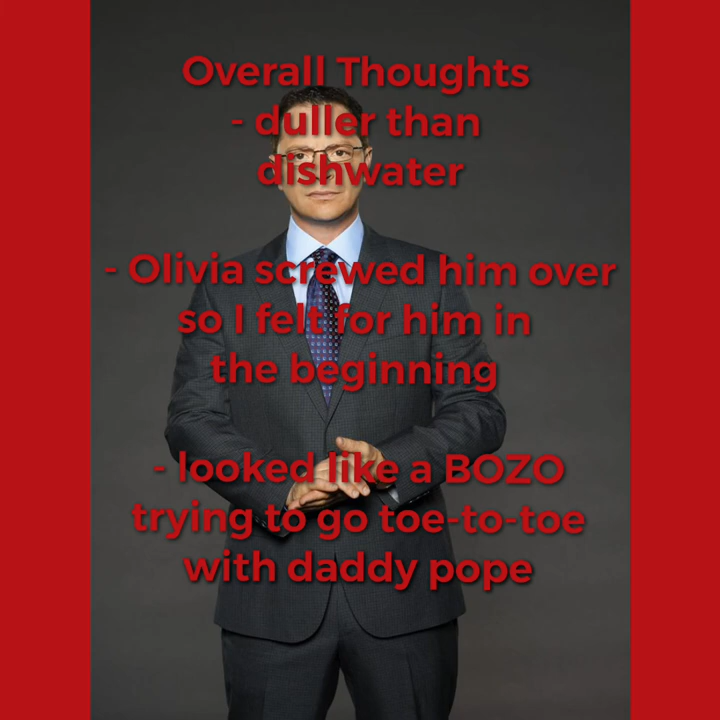 Overall Thoughts
- duller than
dishwater
- Olivia screwed him over
so I felt for him in
the beginning
- looked like a BOZO
trying to go toe-to-toe
with daddy pope